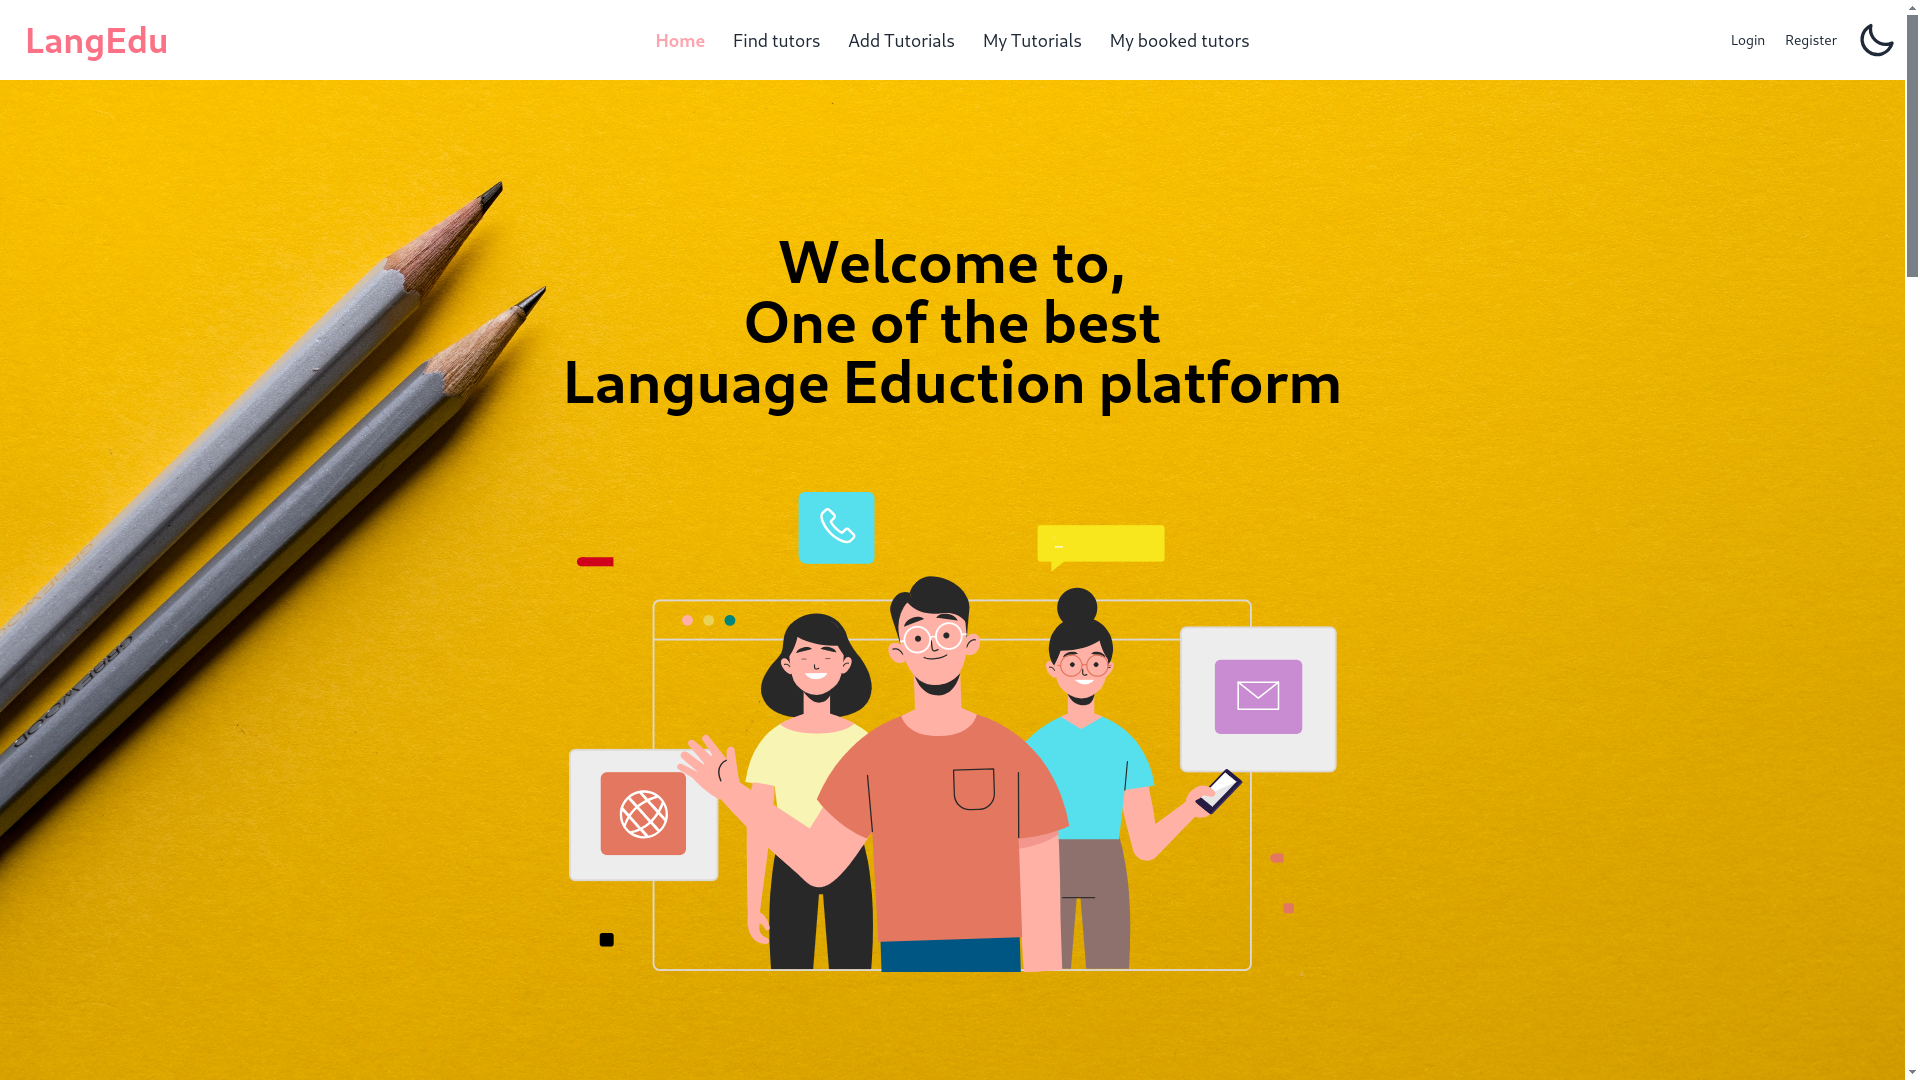 LangEdu
Home Find tutors Add Tutorials My Tutorials My booked tutors
Login Register
Welcome to,
One of the best
Language Eduction platform